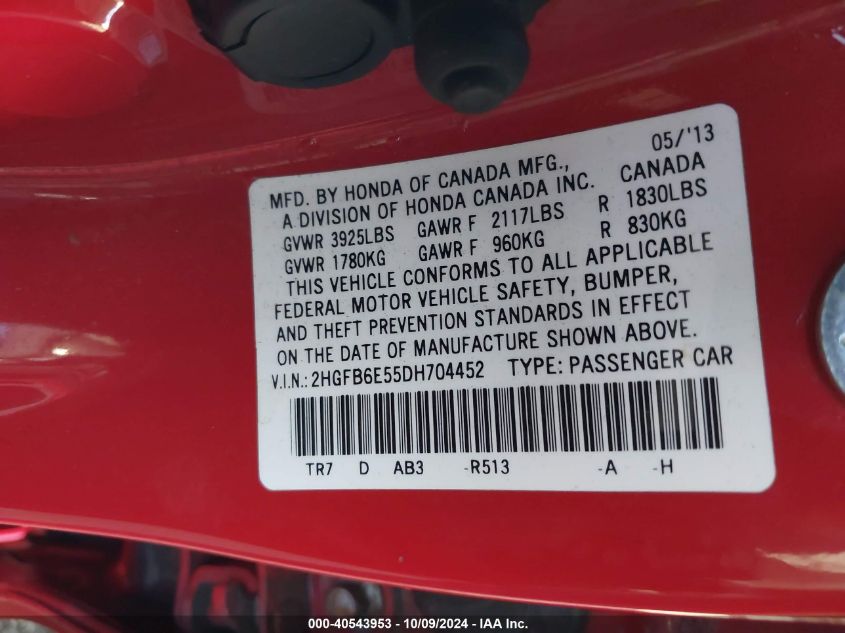 05/'13
MFD. BY HONDA OF CANADA MFG.,
A DIVISION OF HONDA CANADA INC. CANADA
GVWR 3925LBS GAWR F 2117LBS R 1830LBS
GVWR 1780KG GAWR F 960KG R 830KG
THIS VEHICLE CONFORMS TO ALL APPLICABLE
FEDERAL MOTOR VEHICLE SAFETY, BUMPER,
AND THEFT PREVENTION STANDARDS IN EFFECT
ON THE DATE OF MANUFACTURE SHOWN ABOVE.
V.I.N.: 2HGFB6E55DH704452 TYPE: PASSENGER CAR
TR7 D AB3 -R513 -A -H
000-40543953 - 10/09/2024 - IAA Inc.